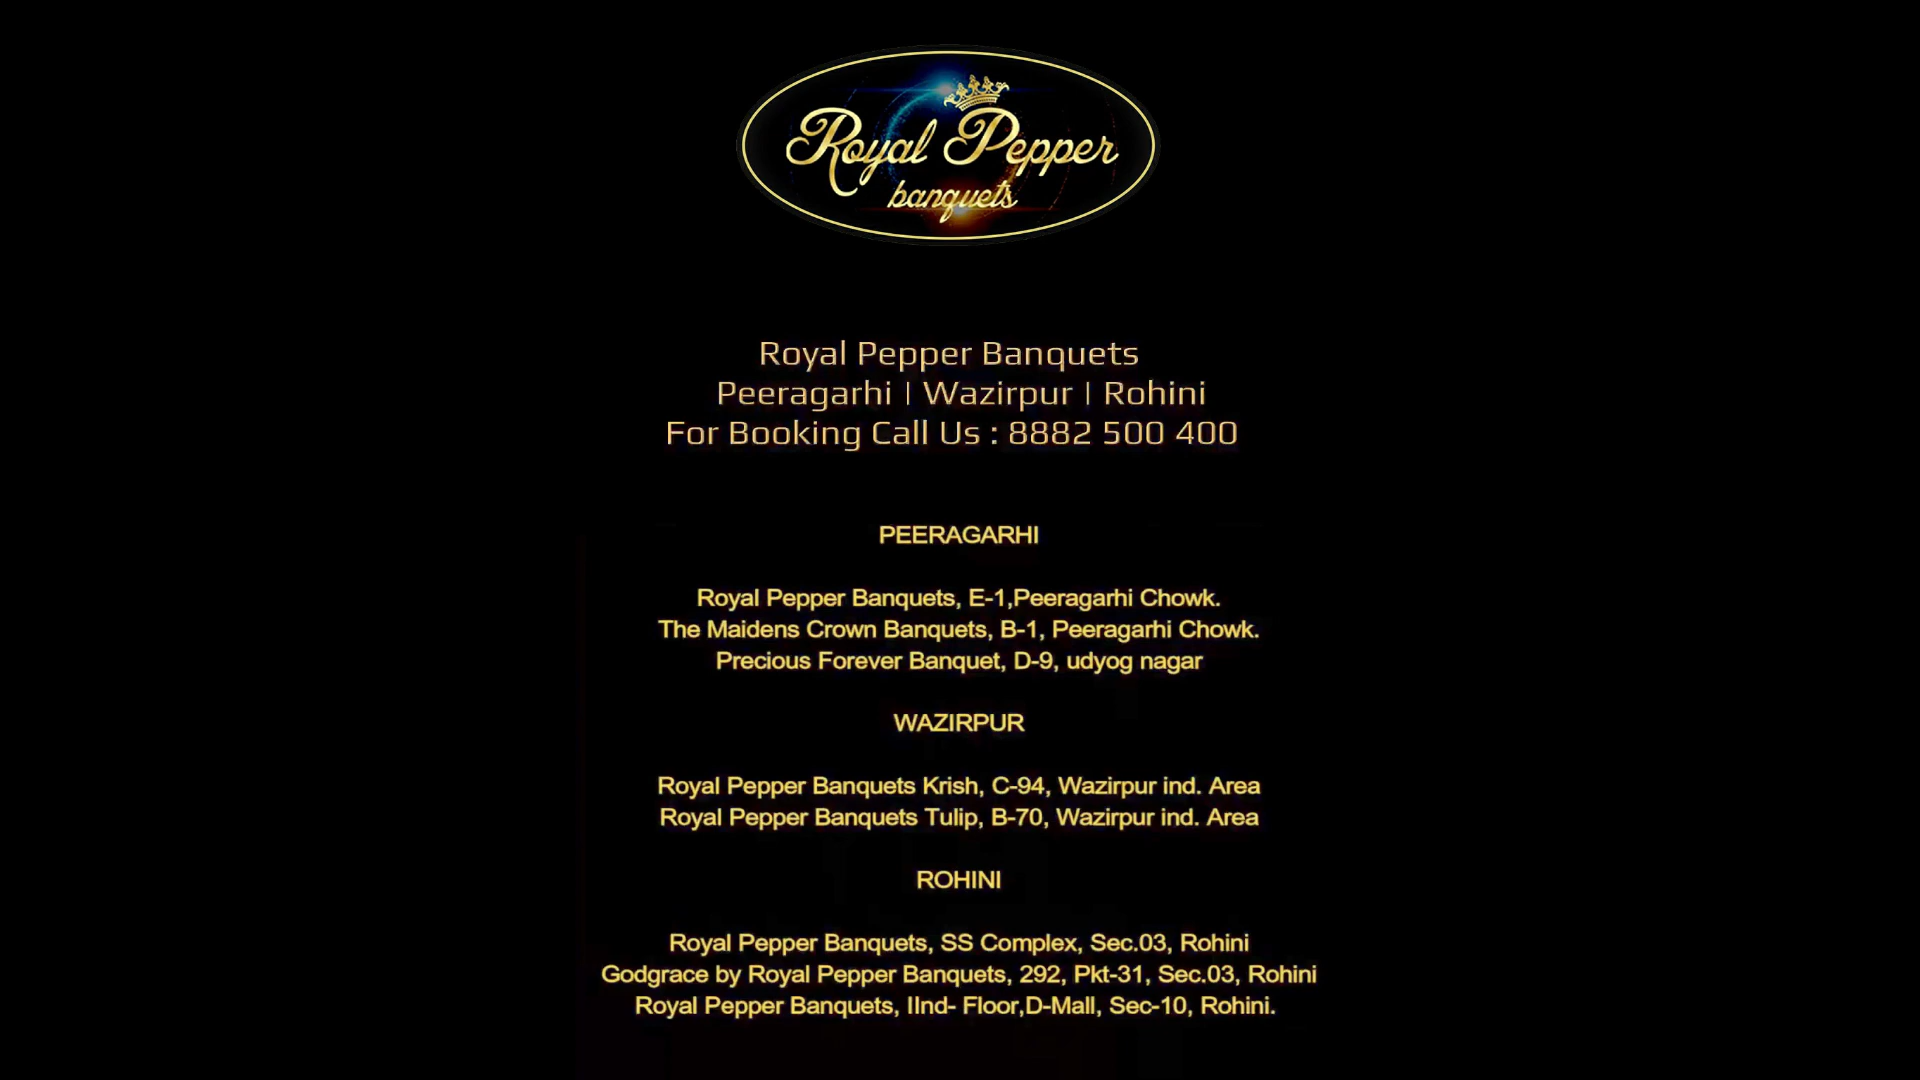 Royal Pepper
banquets
Royal Pepper Banquets
Peeragarhi | Wazirpur | Rohini
For Booking Call Us : 8882 500 400
PEERAGARHI
Royal Pepper Banquets, E-1,Peeragarhi Chowk.
The Maidens Crown Banquets, B-1, Peeragarhi Chowk.
Precious Forever Banquet, D-9, udyog nagar
WAZIRPUR
Royal Pepper Banquets Krish, C-94, Wazirpur ind. Area
Royal Pepper Banquets Tulip, B-70, Wazirpur ind. Area
ROHINI
Royal Pepper Banquets, SS Complex, Sec.03, Rohini
Godgrace by Royal Pepper Banquets, 292, Pkt-31, Sec.03, Rohini
Royal Pepper Banquets, IInd- Floor,D-Mall, Sec-10, Rohini.